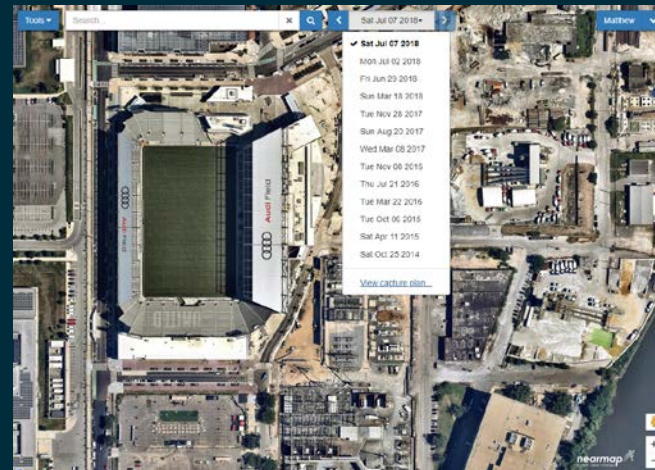 Tools
Search...
Sat Jul 07 2018
Matthew
Sat Jul 07 2018
Mon Jul 02 2018
Fri Jun 29 2018
Sun Mar 18 2018
Tue Nov 28 2017
Sun Aug 20 2017
Wed Mar 08 2017
Tue Nov 08 2016
Thu Jul 21 2016
Tue Mar 22 2016
Tue Oct 06 2015
Sat Apr 11 2015
Sat Oct 25 2014
View capture plan...
Audi Field
Audi Field
UNITED
nearmap